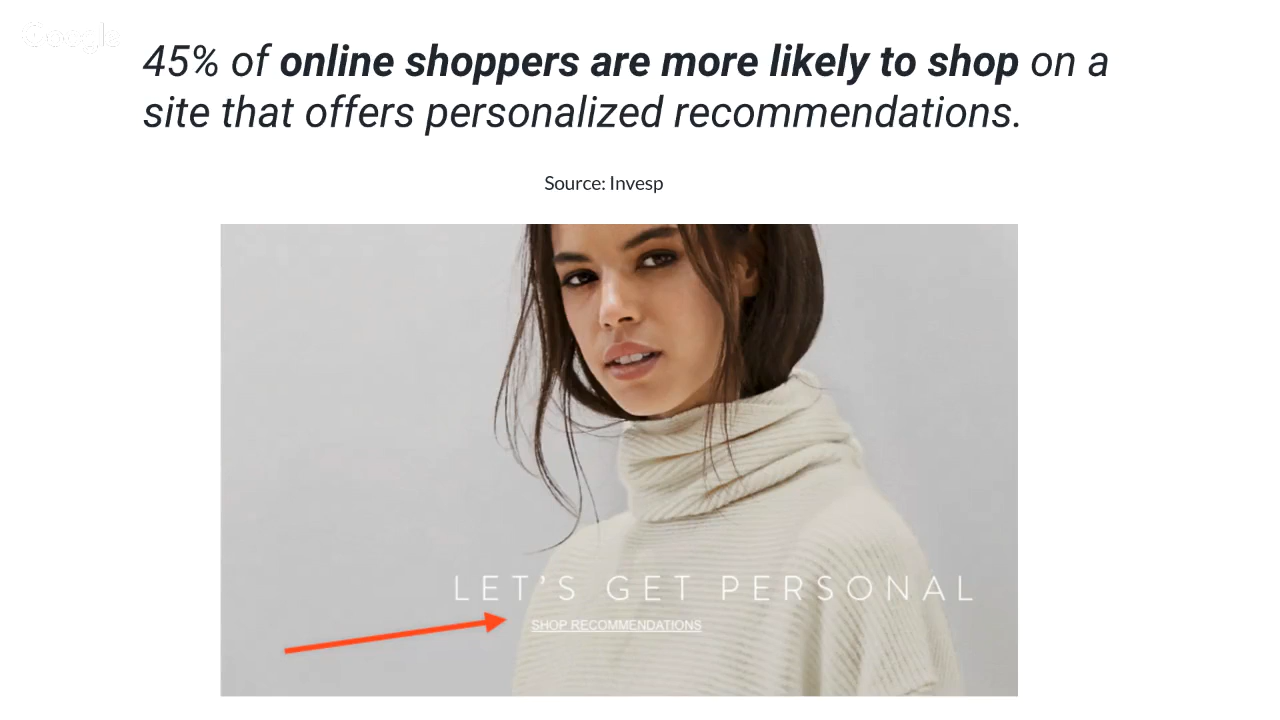 Google
45% of online shoppers are more likely to shop on a
site that offers personalized recommendations.
Source: Invesp
LET'S GET PERSONAL
SHOP RECOMMENDATIONS